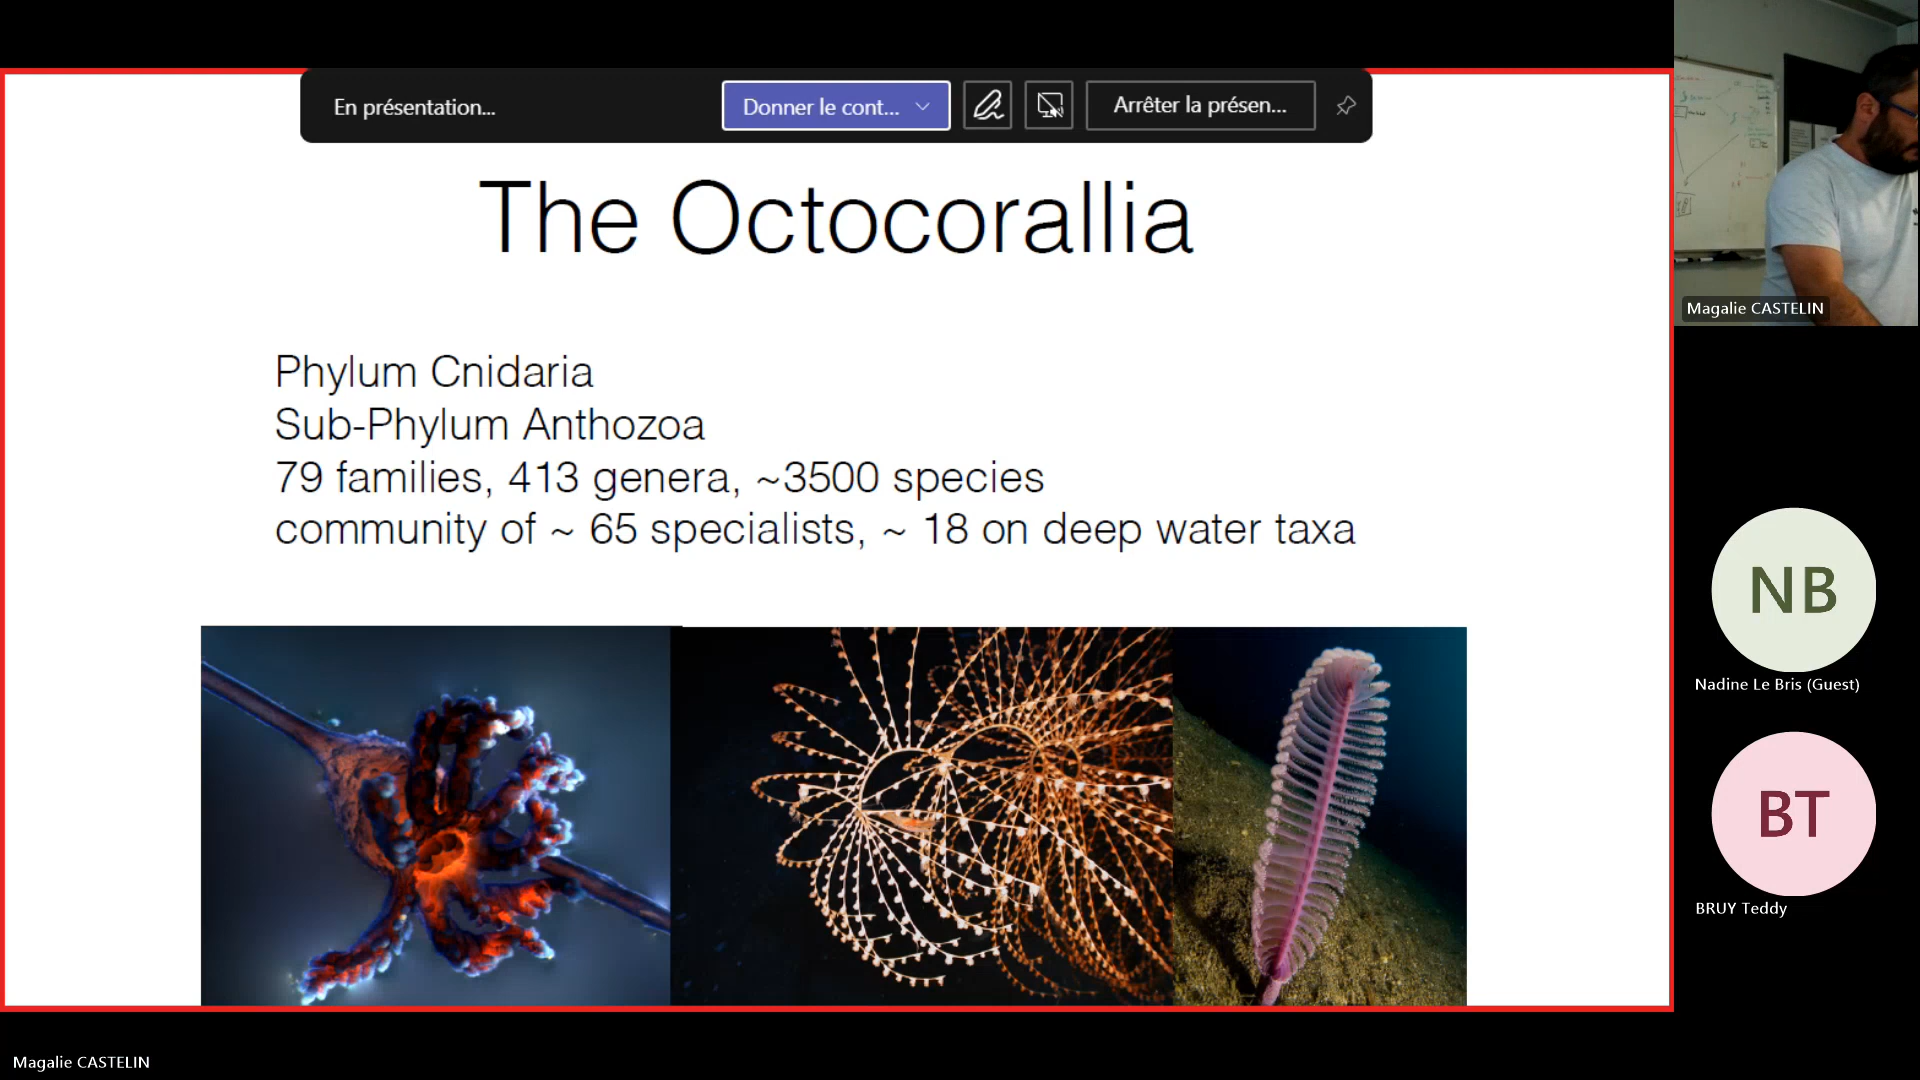 En présentation...
Donner le cont...
Arrêter la présen...
The Octocorallia
Phylum Cnidaria
Sub-Phylum Anthozoa
79 families, 413 genera, ~3500 species
community of ~ 65 specialists, ~ 18 on deep water taxa
Magalie CASTELIN
NB
Nadine Le Bris (Guest)
BT
BRUY Teddy
Magalie CASTELIN